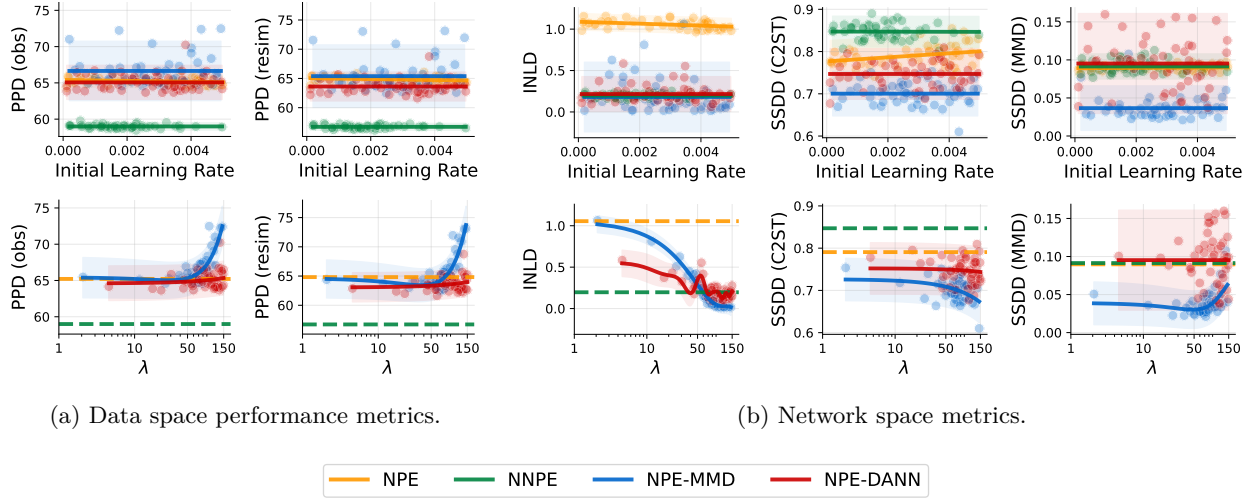 75
70
65
60
PPD (obs)
0.000
0.002
0.004
Initial Learning Rate
75
70
65
60
PPD (resim)
0.000
0.002
0.004
Initial Learning Rate
1.0
0.5
0.0
INLD
0.000
0.002
0.004
Initial Learning Rate
0.9
0.8
0.7
0.6
SSDD (C2ST)
0.000
0.002
0.004
Initial Learning Rate
0.15
0.10
0.05
0.00
SSDD (MMD)
0.000
0.002
0.004
Initial Learning Rate
75
70
65
60
PPD (obs)
1
10
50
150
λ
75
70
65
60
PPD (resim)
1
10
50
150
λ
1.0
0.5
0.0
INLD
1
10
50
150
λ
0.9
0.8
0.7
0.6
SSDD (C2ST)
1
10
50
150
λ
0.15
0.10
0.05
0.00
SSDD (MMD)
1
10
50
150
λ
(a) Data space performance metrics.
(b) Network space metrics.
NPE
NNPE
NPE-MMD
NPE-DANN